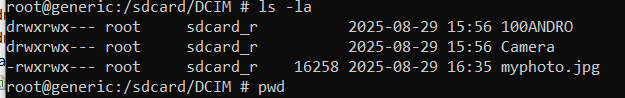 root@generic:/sdcard/DCIM # ls -la
drwxrwx--- root     sdcard_r          2025-08-29 15:56 100ANDRO
drwxrwx--- root     sdcard_r          2025-08-29 15:56 Camera
-rwxrwx--- root     sdcard_r    16258 2025-08-29 16:35 myphoto.jpg
root@generic:/sdcard/DCIM # pwd